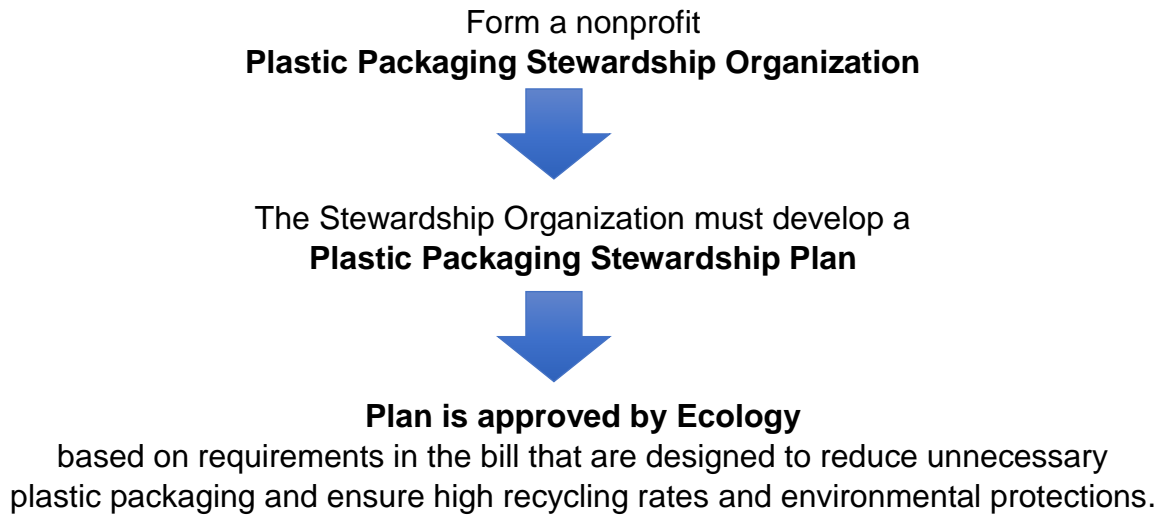 Form a nonprofit
Plastic Packaging Stewardship Organization
The Stewardship Organization must develop a
Plastic Packaging Stewardship Plan
Plan is approved by Ecology
based on requirements in the bill that are designed to reduce unnecessary
plastic packaging and ensure high recycling rates and environmental protections.